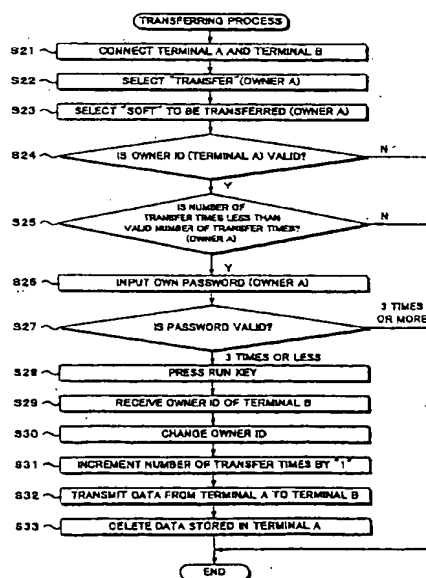 TRANSFERRING PROCESS
S21 CONNECT TERMINAL A AND TERMINAL B
S22 SELECT "TRANSFER" (OWNER A)
S23 SELECT "SOFT" TO BE TRANSFERRED (OWNER A)
S24 IS OWNER ID (TERMINAL A) VALID? N
Y
S25 IS NUMBER OF
TRANSFER TIMES LESS THAN
VALID NUMBER OF TRANSFER TIMES?
(OWNER A) N
Y
S26 INPUT OWN PASSWORD (OWNER A)
S27 IS PASSWORD VALID? 3 TIMES
OR MORE
3 TIMES OR LESS
S28 PRESS RUN KEY
S29 RECEIVE OWNER ID OF TERMINAL B
S30 CHANGE OWNER ID
S31 INCREMENT NUMBER OF TRANSFER TIMES BY "1"
S32 TRANSMIT DATA FROM TERMINAL A TO TERMINAL B
S33 DELETE DATA STORED IN TERMINAL A
END